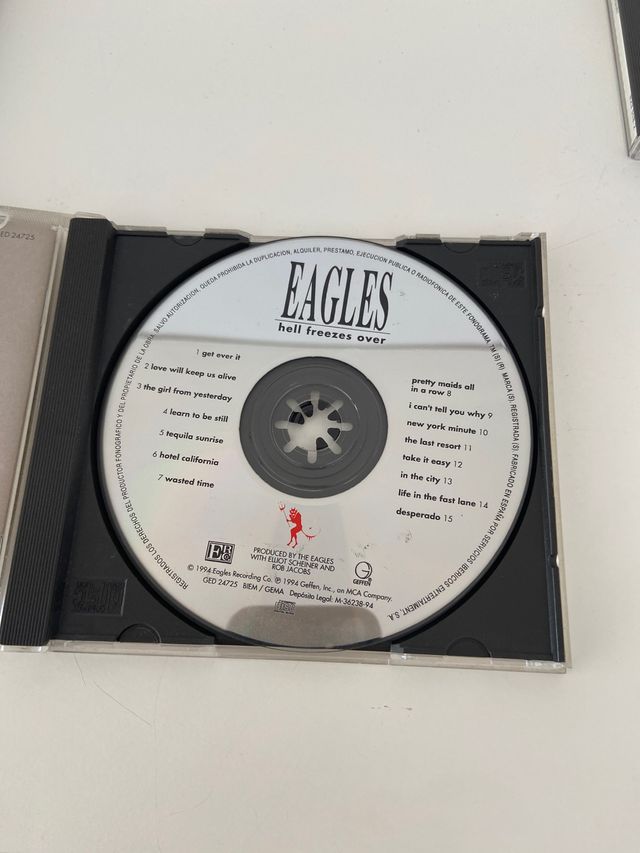 ED 24725
REGISTRADOS LOS DERECHOS DEL PRODUCTOR FONOGRAFICO Y DEL PROPIETARIO DE LA OBRA. SALVO AUTORIZACION, QUEDA PROHIBIDA LA DUPLICACION, ALQUILER, PRESTAMO, EJECUCION PUBLICA O RADIOFONICA DE ESTE FONOGRAMA. TM (S) (R) MARCA (S). REGISTRADA (S). FABRICADO EN ESPAÑA POR SERVICIOS IBERICOS ENTERTAIMENT, S.A.
EAGLES
hell freezes over
1 get over it
2 love will keep us alive
3 the girl from yesterday
4 learn to be still
5 tequila sunrise
6 hotel california
7 wasted time
pretty maids all
in a row 8
i can't tell you why 9
new york minute 10
the last resort 11
take it easy 12
in the city 13
life in the fast lane 14
desperado 15
ERC
PRODUCED BY THE EAGLES
WITH ELLIOT SCHEINER AND
ROB JACOBS
GEFFEN
© 1994 Eagles Recording Co. ℗ 1994 Geffen, Inc., an MCA Company.
GED 24725 BIEM / GEMA Depósito Legal: M-36238-94